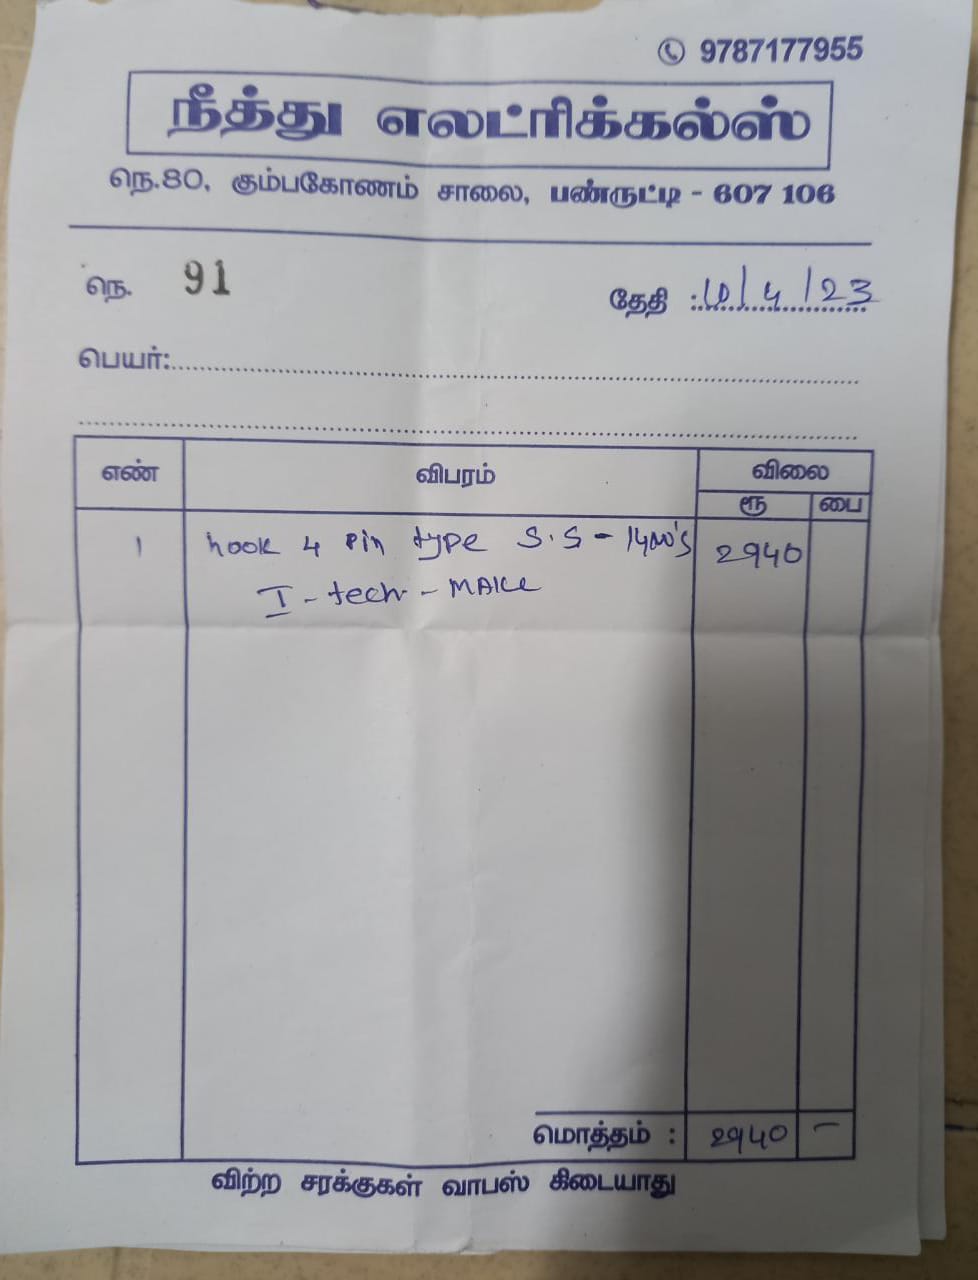 9787177955
நீத்து எலட்ரிக்கல்ஸ்
நெ.80, கும்பகோணம் சாலை, பண்ருட்டி - 607 106
நெ. 91
தேதி : 10/4/23
பெயர்:
எண் விபரம் விலை
ரூ பை
1 hook 4 pin type S.S - 1400's 2940
I - tech - MAKE
மொத்தம் : 2940 -
விற்ற சரக்குகள் வாபஸ் கிடையாது